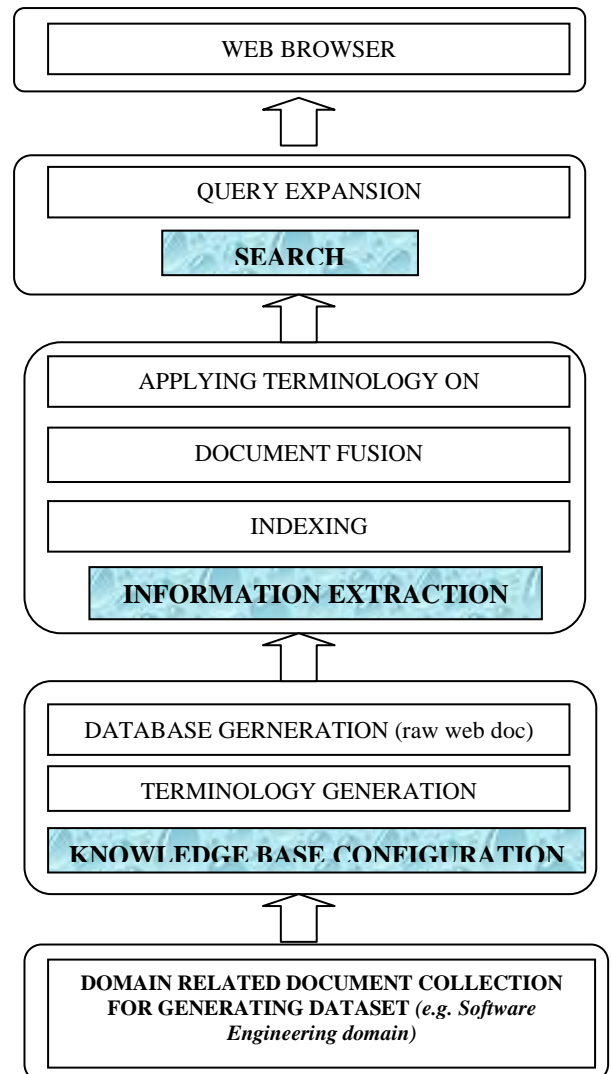 WEB BROWSER
QUERY EXPANSION
SEARCH
APPLYING TERMINOLOGY ON
DOCUMENT FUSION
INDEXING
INFORMATION EXTRACTION
DATABASE GERNERATION (raw web doc)
TERMINOLOGY GENERATION
KNOWLEDGE BASE CONFIGURATION
DOMAIN RELATED DOCUMENT COLLECTION
FOR GENERATING DATASET (e.g. Software
Engineering domain)